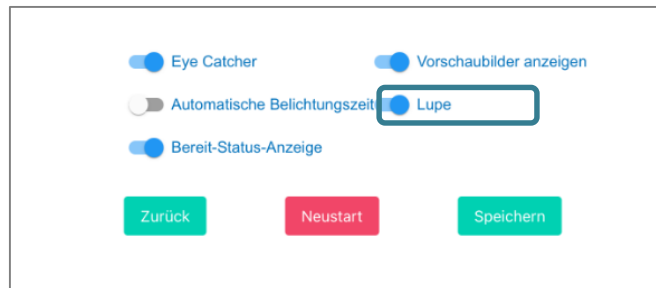 Eye Catcher
Vorschaubilder anzeigen
Automatische Belichtungszeit
Lupe
Bereit-Status-Anzeige
Zurück
Neustart
Speichern